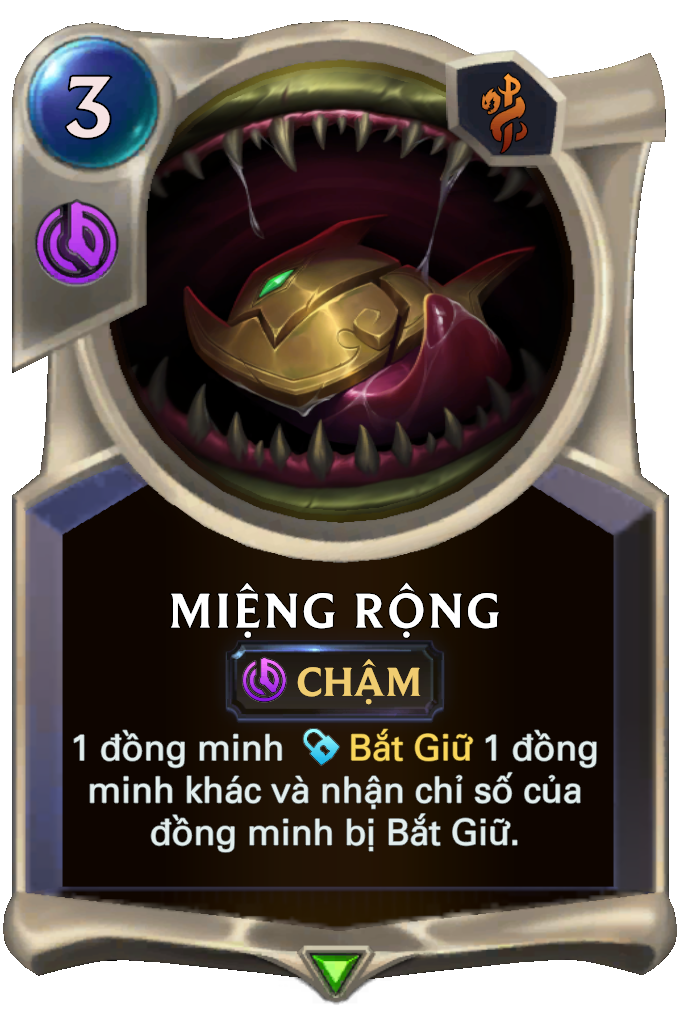 3
MIỆNG RỘNG
CHẬM
1 đồng minh Bắt Giữ 1 đồng
minh khác và nhận chỉ số của
đồng minh bị Bắt Giữ.